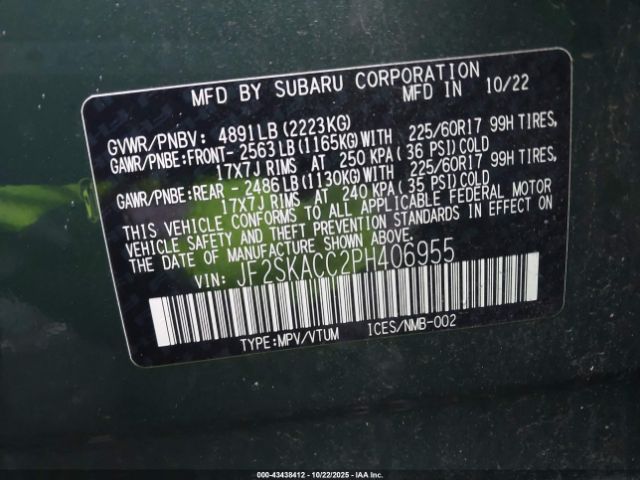 MFD BY SUBARU CORPORATION
MFD IN 10/22
GVWR/PNBV: 4891LB(2223KG)
GAWR/PNBE:FRONT- 2563LB(1165KG)WITH 225/60R17 99H TIRES,
17X7J RIMS AT 250 KPA( 36 PSI)COLD
GAWR/PNBE:REAR - 2486LB(1130KG)WITH 225/60R17 99H TIRES,
17X7J RIMS AT 240 KPA( 35 PSI)COLD
THIS VEHICLE CONFORMS TO ALL APPLICABLE FEDERAL MOTOR
VEHICLE SAFETY AND THEFT PREVENTION STANDARDS IN EFFECT ON
THE DATE OF MANUFACTURE SHOWN ABOVE.
VIN: JF2SKACC2PH406955
TYPE:MPV/VTUM ICES/NMB-002
000-43438412 - 10/22/2025 - IAA Inc.